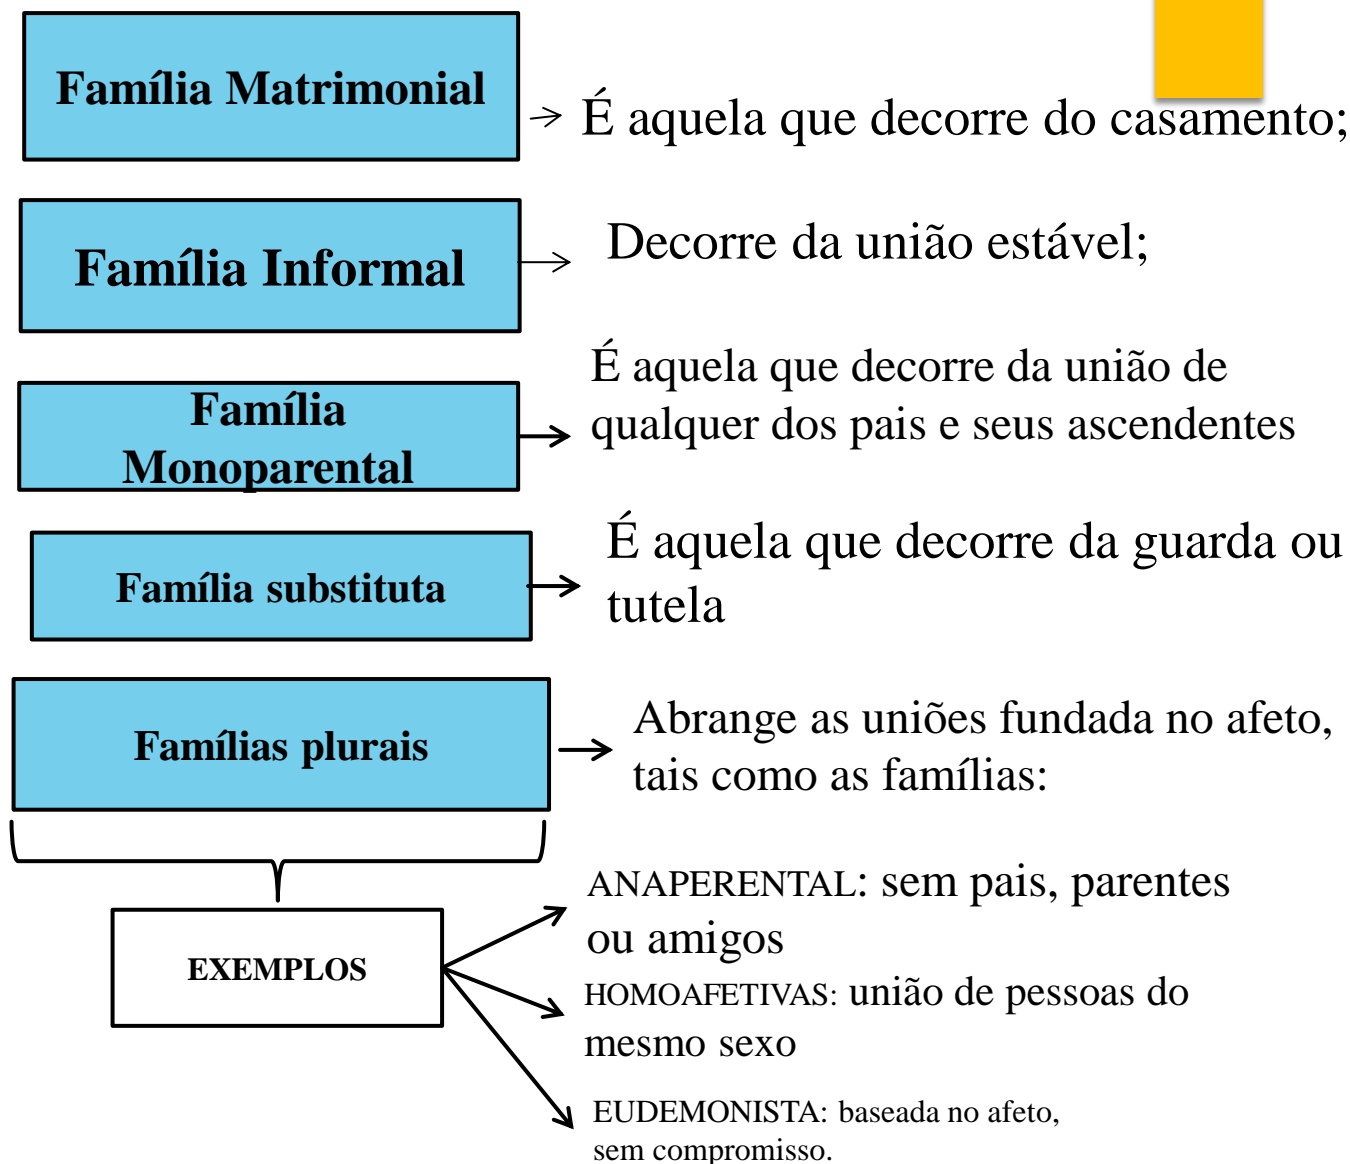 Família Matrimonial
É aquela que decorre do casamento;
Família Informal
Decorre da união estável;
Família
Monoparental
É aquela que decorre da união de
qualquer dos pais e seus ascendentes
Família substituta
É aquela que decorre da guarda ou
tutela
Famílias plurais
Abrange as uniões fundada no afeto,
tais como as famílias:
EXEMPLOS
ANAPERENTAL: sem pais, parentes
ou amigos
HOMOAFETIVAS: união de pessoas do
mesmo sexo
EUDEMONISTA: baseada no afeto,
sem compromisso.